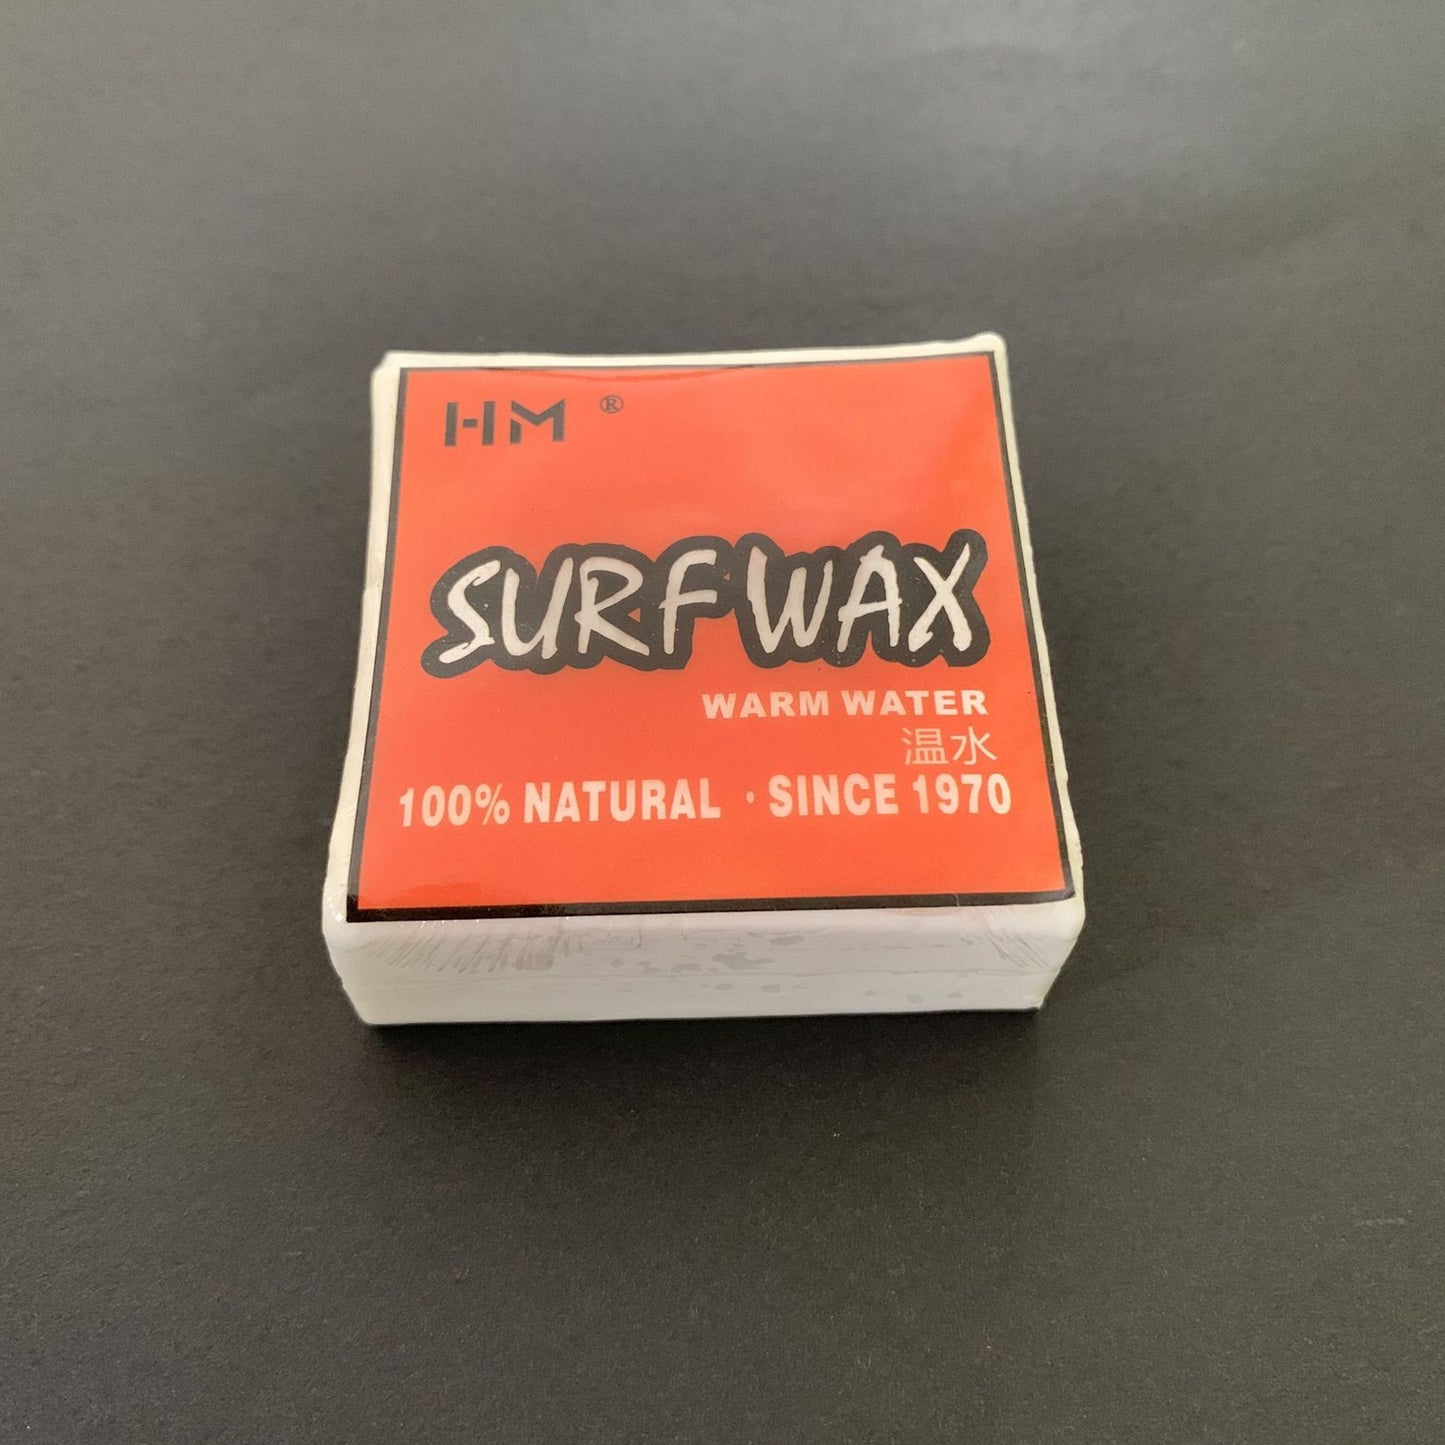 HM ®
SURF WAX
WARM WATER
温水
100% NATURAL · SINCE 1970